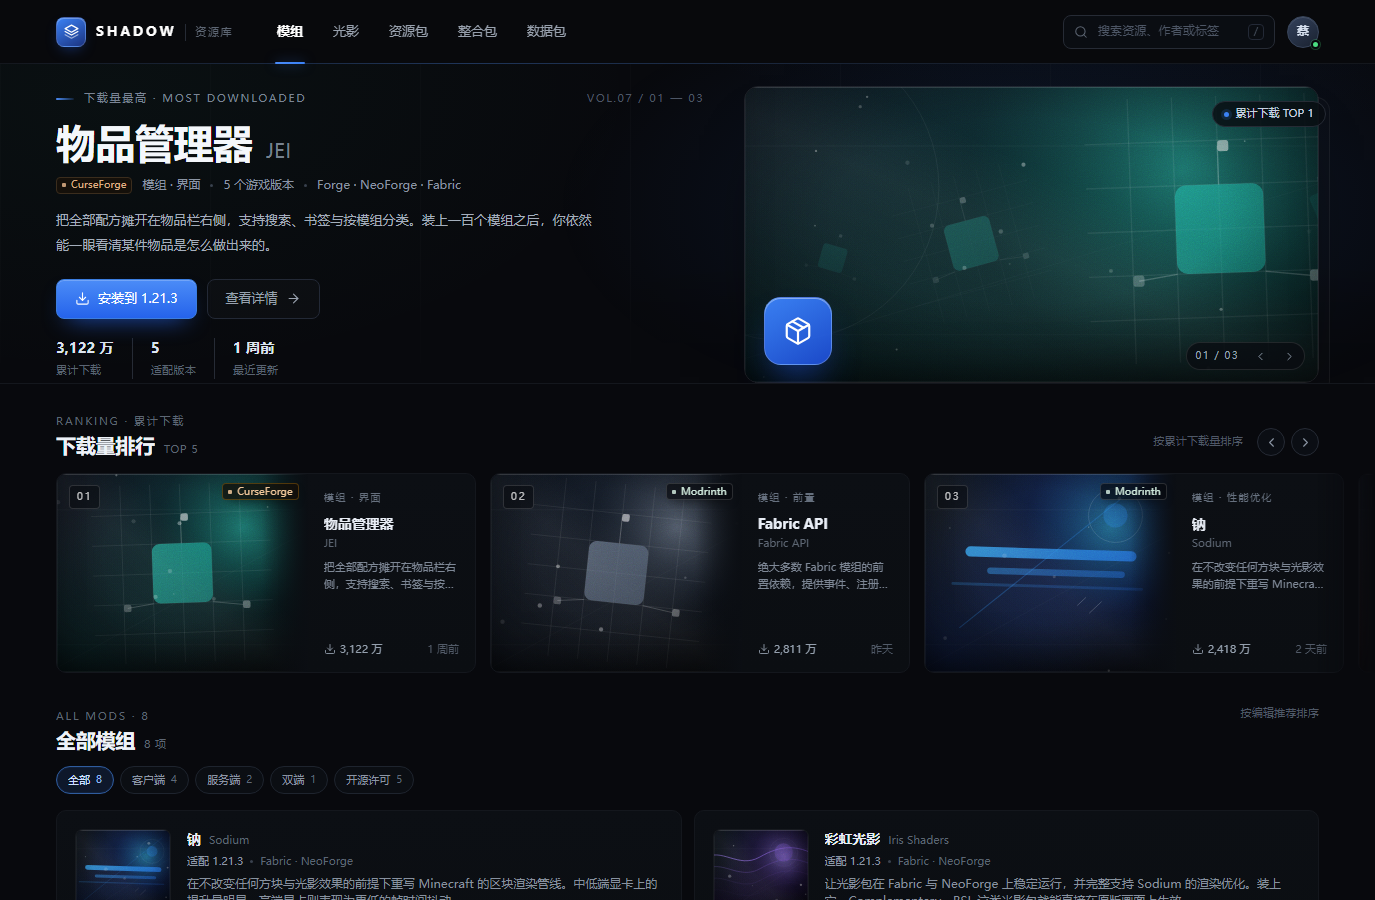 SHADOW 资源库 模组 光影 资源包 整合包 数据包 搜索资源、作者或标签 / 蔡
下载量最高 · MOST DOWNLOADED VOL.07 / 01 — 03
累计下载 TOP 1
物品管理器 JEI
CurseForge 模组 · 界面 • 5 个游戏版本 • Forge · NeoForge · Fabric
把全部配方摊开在物品栏右侧，支持搜索、书签与按模组分类。装上一百个模组之后，你依然
能一眼看清某件物品是怎么做出来的。
安装到 1.21.3 查看详情
3,122 万 5 1 周前
累计下载 适配版本 最近更新
01 / 03
RANKING · 累计下载
下载量排行 TOP 5 按累计下载量排序
01 CurseForge
模组 · 界面
物品管理器
JEI
把全部配方摊开在物品栏右
侧，支持搜索、书签与按...
3,122 万 1 周前
02 Modrinth
模组 · 前置
Fabric API
Fabric API
绝大多数 Fabric 模组的前
置依赖，提供事件、注册...
2,811 万 昨天
03 Modrinth
模组 · 性能优化
钠
Sodium
在不改变任何方块与光影效
果的前提下重写 Minecra...
2,418 万 2 天前
ALL MODS · 8
全部模组 8 项 按编辑推荐排序
全部 8 客户端 4 服务端 2 双端 1 开源许可 5
钠 Sodium
适配 1.21.3 • Fabric · NeoForge
在不改变任何方块与光影效果的前提下重写 Minecraft 的区块渲染管线。中低端显卡上的
彩虹光影 Iris Shaders
适配 1.21.3 • Fabric · NeoForge
让光影包在 Fabric 与 NeoForge 上稳定运行，并完整支持 Sodium 的渲染优化。装上